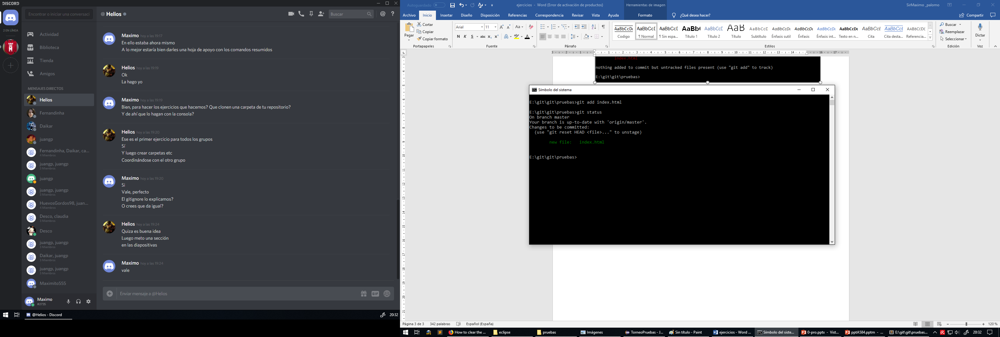 DISCORD
Encontrar o iniciar una conversaci
2 EN LÍNEA
Actividad
Biblioteca
Tienda
Amigos
MENSAJES DIRECTOS
Helios
Fernandinha
Daikar
juangp
Fernandinha, Daikar, ca...
4 Miembros
juangp, juangp
3 Miembros
juangp
juangp, juangp
3 Miembros
HuevosGordos98, juan...
4 Miembros
Desco, claudia
3 Miembros
Desco
juangp, juangp
3 Miembros
Daikar, juangp
3 Miembros
juangp, juangp
3 Miembros
Maximito555
Maximo
#2735
@ Helios
Buscar
Maximo hoy a las 19:17
En ello estaba ahora mismo
A lo mejor estaría bien darles una hoja de apoyo con los comandos resumidos
Helios hoy a las 19:19
Ok
La hago yo
Maximo hoy a las 19:19
Bien, para hacer los ejercicios que hacemos? Que clonen una carpeta de tu repositorio?
Y de ahí que lo hagan con la consola?
Helios hoy a las 19:20
Ese es el primer ejercicio para todos los grupos
Sí
Y luego crear carpetas etc
Coordinándose con el otro grupo
Maximo hoy a las 19:20
Si
Vale, perfecto
El gitignore lo explicamos?
O crees que da igual?
Helios hoy a las 19:24
Quiza es buena idea
Luego meto una sección
en las diapositivas
Maximo hoy a las 19:24
vale
Enviar mensaje a @Helios
GIF
@Helios - Discord
20:32
Autoguardado
ejercicios - Word (Error de activación de productos)
Herramientas de imagen
SirMaximo _palomo
Archivo Inicio Insertar Diseño Disposición Referencias Correspondencia Revisar Vista Ayuda Formato ¿Qué desea hacer? Compartir
Pegar
Cortar
Copiar
Copiar formato
Portapapeles
Arial 11
N K S abc x₂ x²
Fuente
Párrafo
AaBbCcDc AaBbCcD AaBbCcD AaBb( AaBbCcD AaB AaBbCcD AaBbCcDc AaBbCcDc AaBbCcDc AaBbCcDc AaBbCcI AaBbCcI AABBCCDI
Codigo ¶ Normal ¶ Sin espa... Título 1 Título 2 Título Subtítulo Énfasis sutil Énfasis Énfasis int... Texto en n... Cita Cita desta... Referencia...
Estilos
Buscar
Reemplazar
Seleccionar
Edición
Dictar
Voz
index.html
nothing added to commit but untracked files present (use "git add" to track)
E:\git\git\pruebas>
Símbolo del sistema
E:\git\git\pruebas>git add index.html
E:\git\git\pruebas>git status
On branch master
Your branch is up-to-date with 'origin/master'.
Changes to be committed:
(use "git reset HEAD <file>..." to unstage)
new file: index.html
E:\git\git\pruebas>
Página 3 de 3 342 palabras Español (España)
120 %
How to clear the ... eclipse pruebas Imágenes TorneoPruebas - J... Sin título - Paint ejercicios - Word ... Símbolo del siste... 0-pro.pptx - Vist... pptA584.pptm - ... E:\git\git\pruebas... 20:32